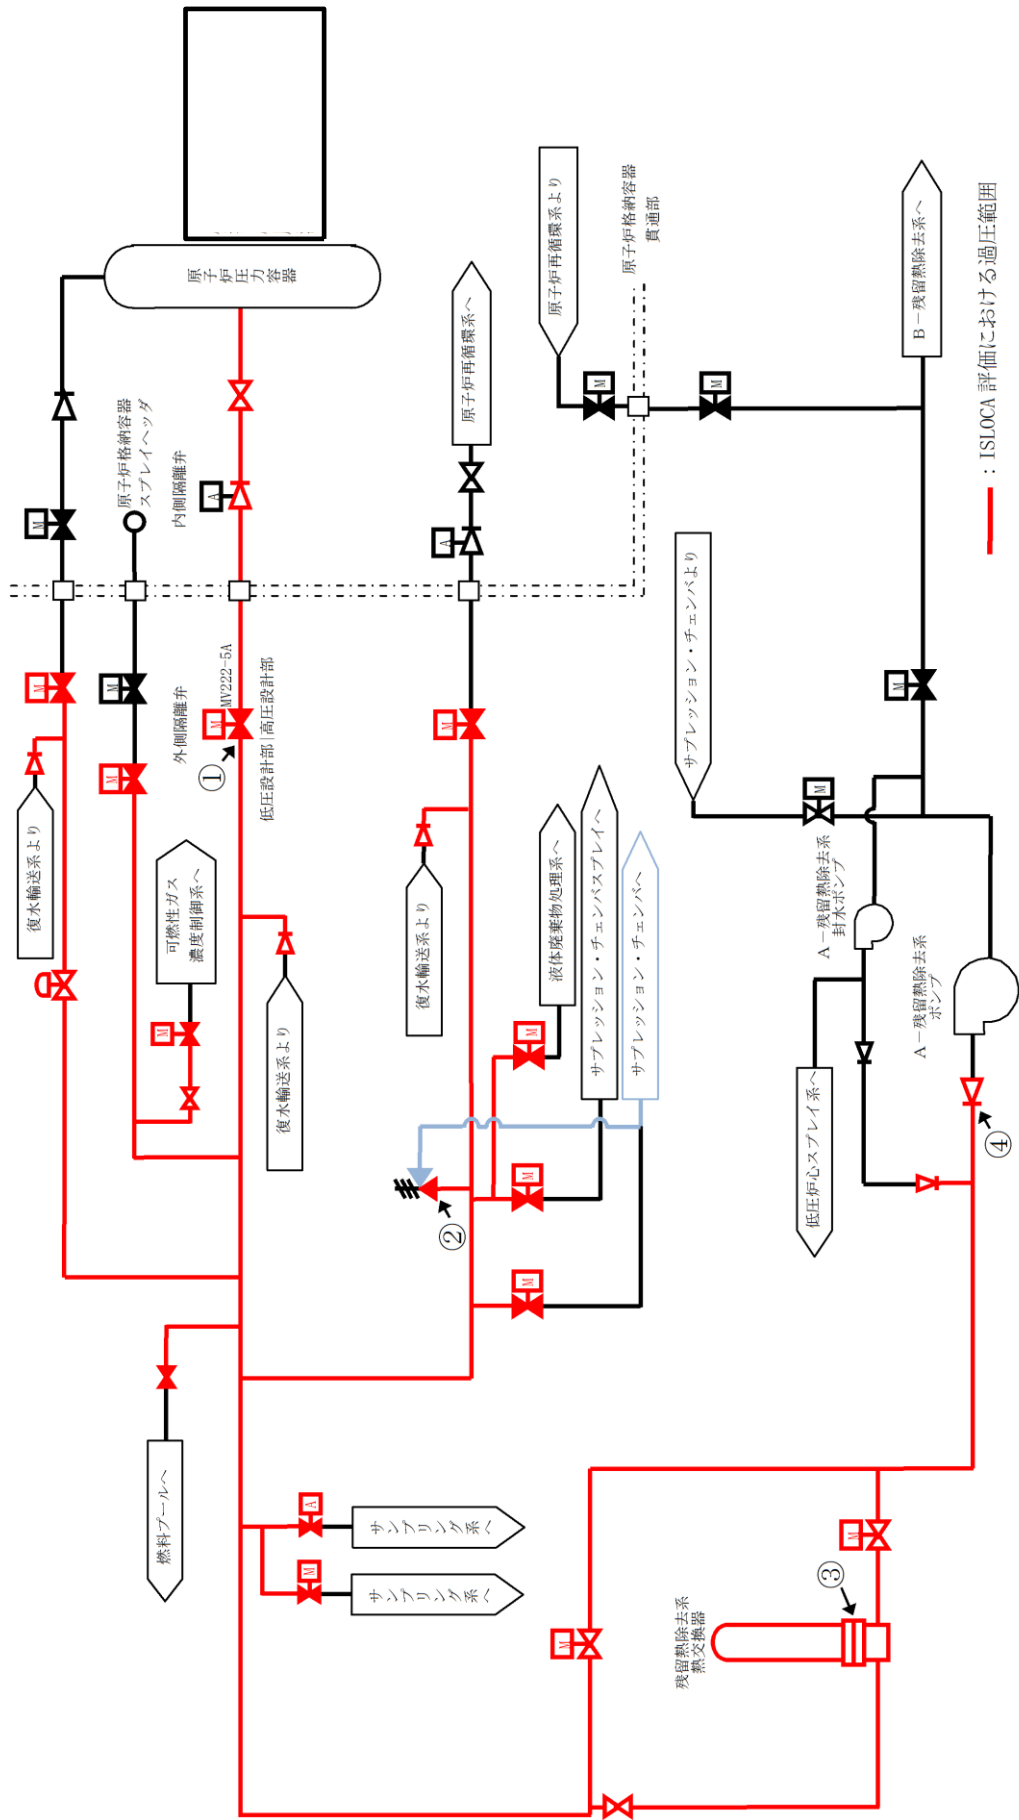 原子炉圧力容器
原子炉格納容器
スプレイヘッダ
内側隔離弁
外側隔離弁
MV222-5A
低圧設計部
高圧設計部
①
復水輸送系より
可燃性ガス
濃度制御系へ
復水輸送系より
復水輸送系より
原子炉再循環系へ
原子炉再循環系より
原子炉格納容器
貫通部
B－残留熱除去系へ
：ISLOCA 評価における過圧範囲
サプレッション・チェンバより
液体廃棄物処理系へ
サプレッション・チェンバスプレイへ
サプレッション・チェンバへ
②
A－残留熱除去系
封水ポンプ
A－残留熱除去系
ポンプ
低圧炉心スプレイ系へ
④
燃料プールへ
サンプリング系へ
サンプリング系へ
残留熱除去系
熱交換器
③
M
M
M
M
A
M
M
A
M
M
M
M
M
M
M
A
M
M
M